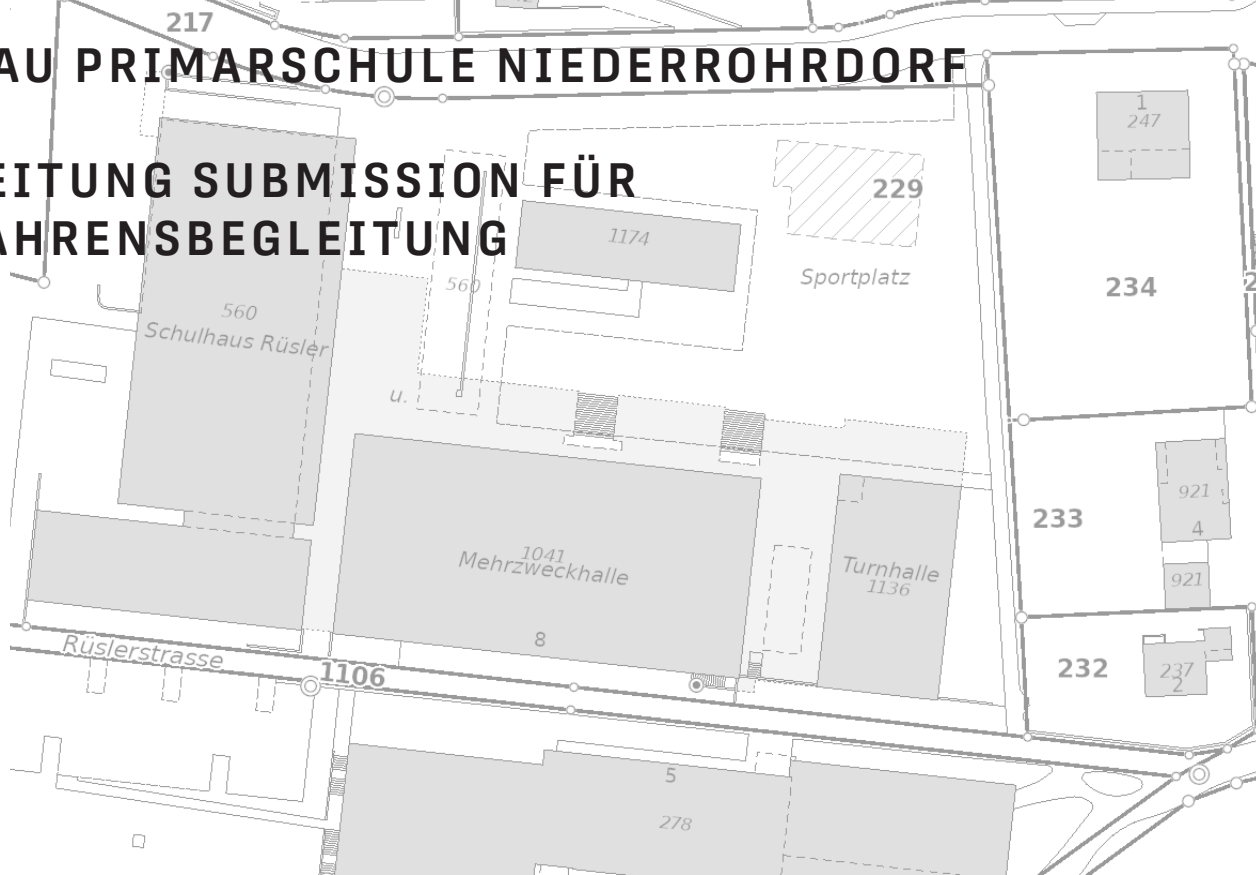 217
AU PRIMARSCHULE NIEDERROHRDORF
EITUNG SUBMISSION FÜR
AHRENSBEGLEITUNG
1
247
229
1174
Sportplatz
234
2
560
560
Schulhaus Rüsler
u.
921
4
233
1041
Mehrzweckhalle
Turnhalle
1136
921
8
Rüslerstrasse
1106
232
237
2
5
278